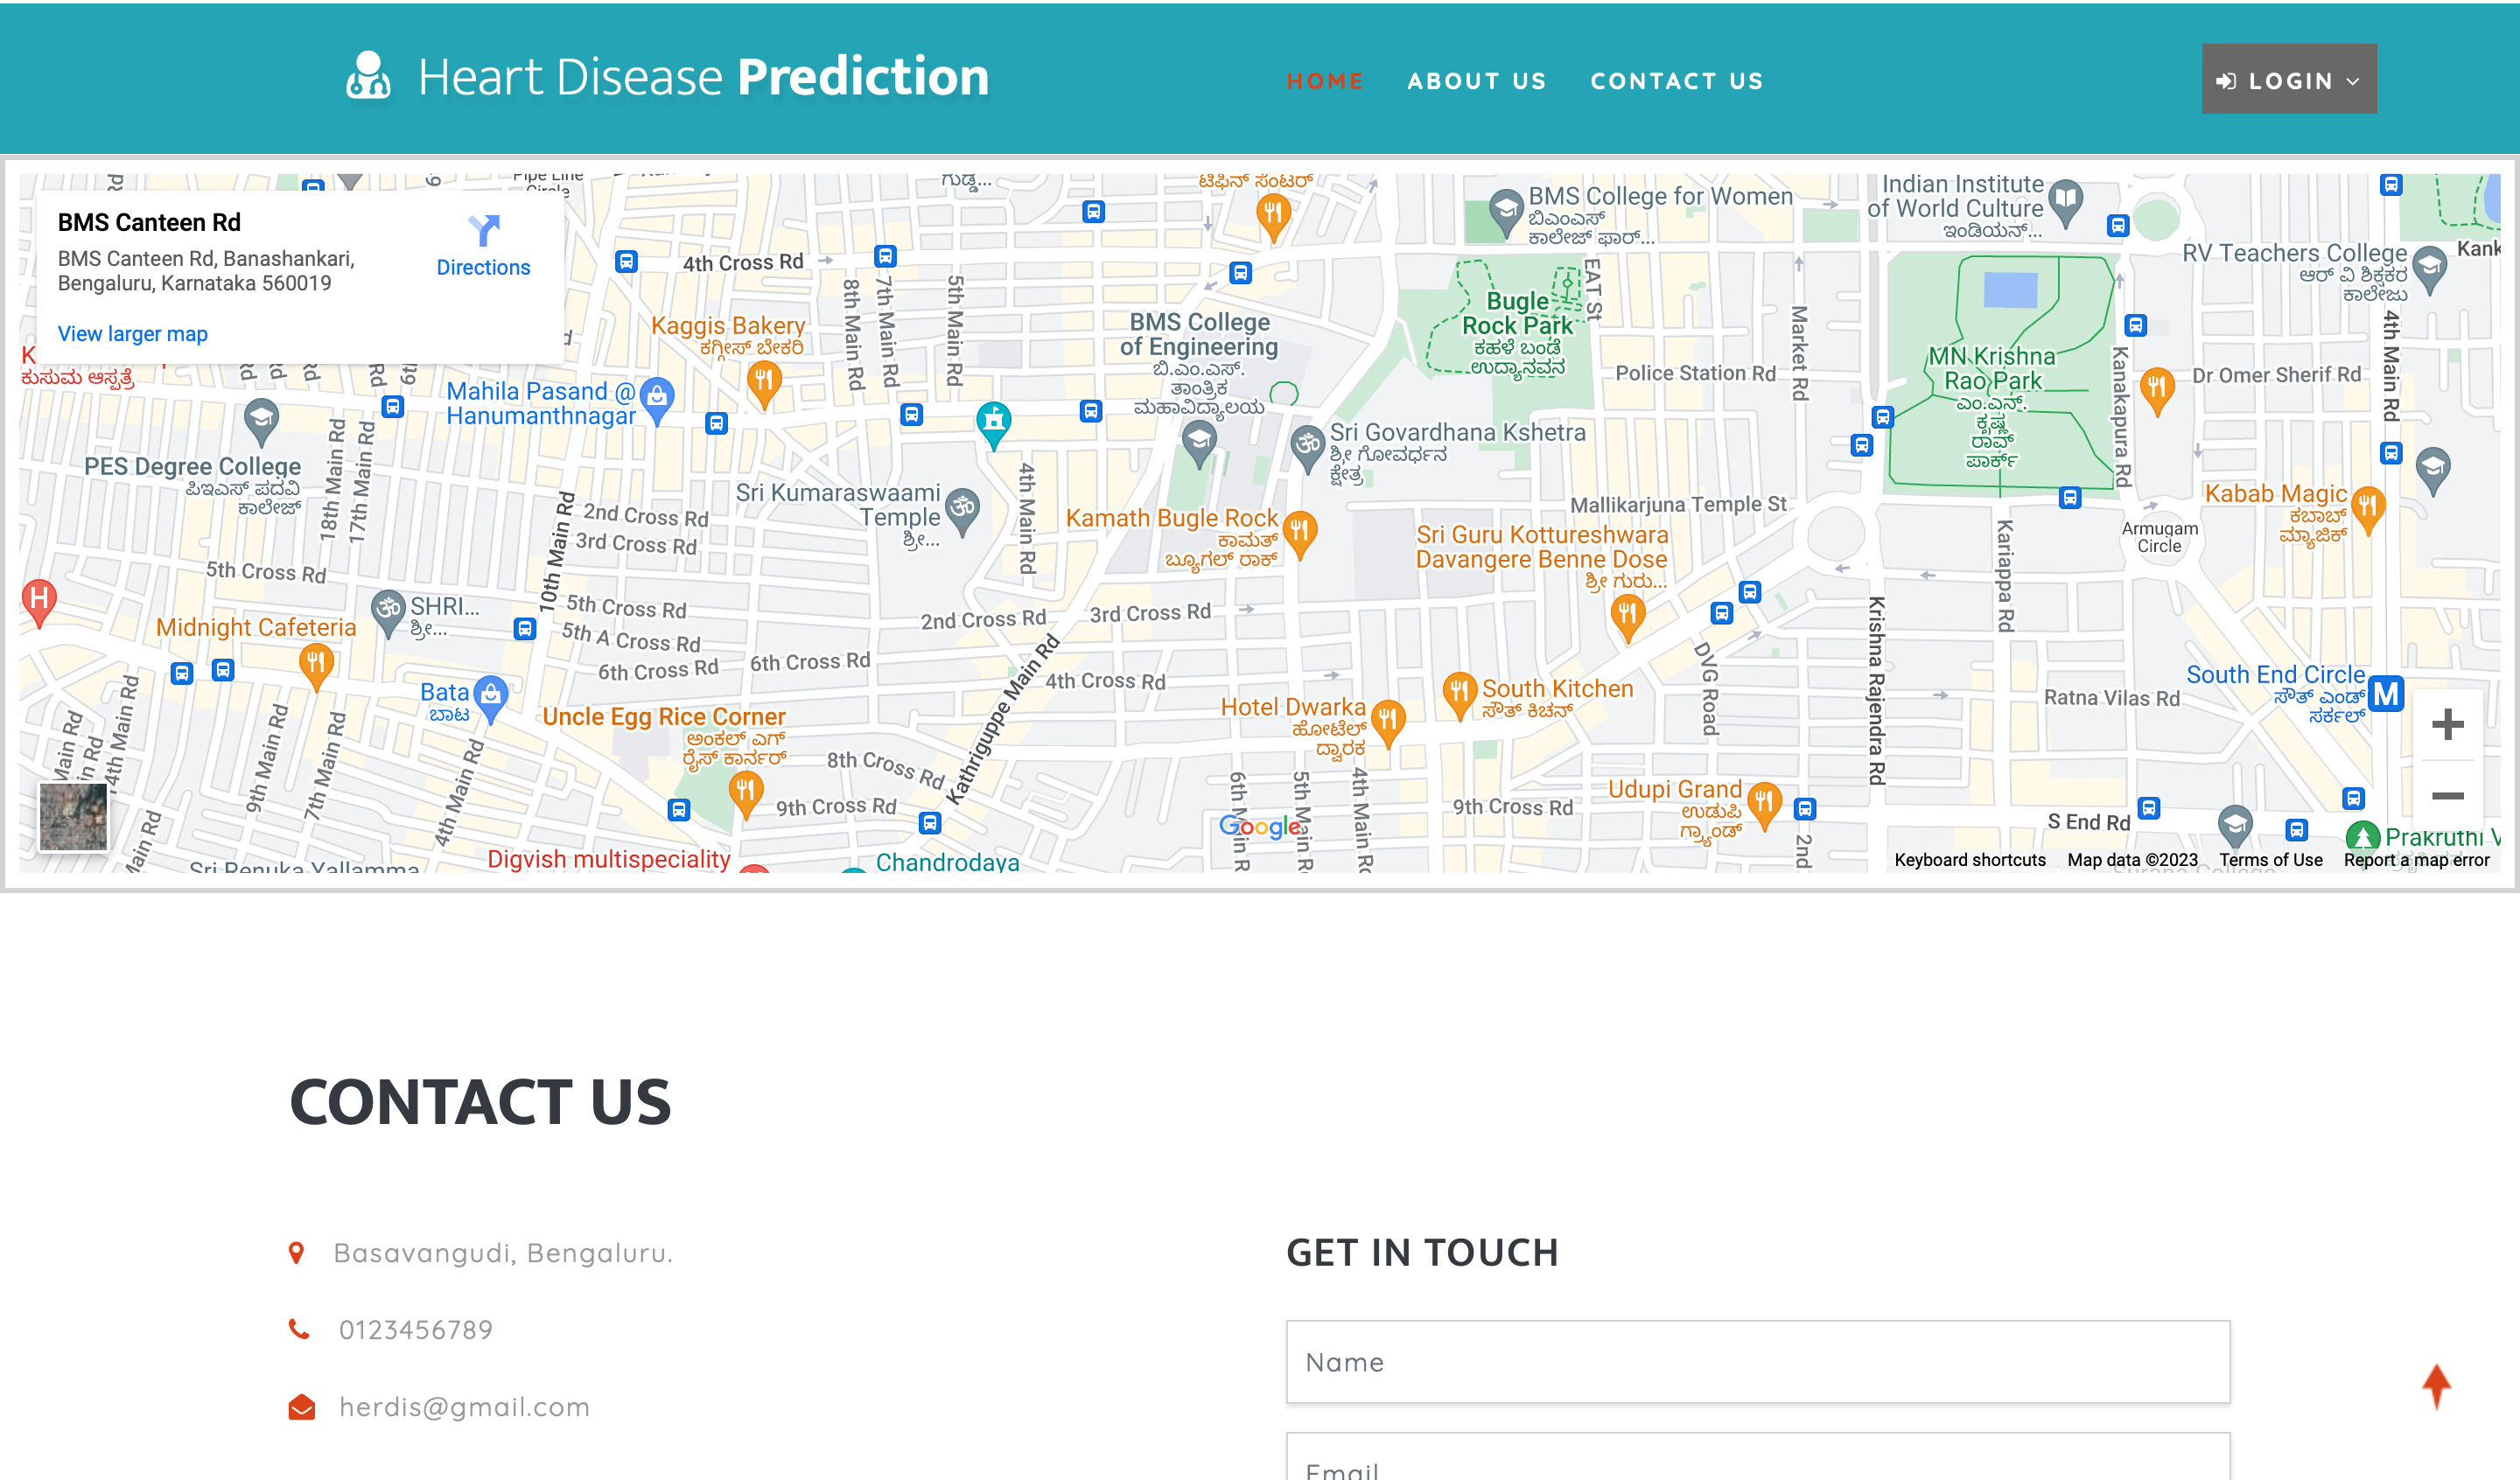 Heart Disease Prediction
HOME
ABOUT US
CONTACT US
LOGIN
BMS Canteen Rd
BMS Canteen Rd, Banashankari,
Bengaluru, Karnataka 560019
Directions
View larger map
Pipe Line
Circle
ಟಿಫಿನ್ ಸೆಂಟರ್
BMS College for Women
ಬಿಎಂಎಸ್
ಕಾಲೇಜ್ ಫಾರ್...
Indian Institute
of World Culture
ಇಂಡಿಯನ್...
RV Teachers College
ಆರ್ ವಿ ಶಿಕ್ಷಕರ
ಕಾಲೇಜು
Kank
4th Cross Rd
8th Main Rd
7th Main Rd
5th Main Rd
Kaggis Bakery
ಕಗ್ಗೀಸ್ ಬೇಕರಿ
BMS College
of Engineering
ಬಿ.ಎಂ.ಎಸ್.
ತಾಂತ್ರಿಕ
ಮಹಾವಿದ್ಯಾಲಯ
Bugle
Rock Park
ಕಹಳೆ ಬಂಡೆ
ಉದ್ಯಾನವನ
EAT St
Market Rd
Police Station Rd
MN Krishna
Rao Park
ಎಂ.ಎನ್.
ಕೃಷ್ಣ
ರಾವ್
ಪಾರ್ಕ್
Kanakapura Rd
Dr Omer Sherif Rd
4th Main Rd
ಕುಸುಮ ಆಸ್ಪತ್ರೆ
Mahila Pasand @
Hanumanthnagar
PES Degree College
ಪಿಇಎಸ್ ಪದವಿ
ಕಾಲೇಜ್
18th Main Rd
17th Main Rd
10th Main Rd
2nd Cross Rd
3rd Cross Rd
Sri Kumaraswaami
Temple
ಶ್ರೀ...
4th Main Rd
Sri Govardhana Kshetra
ಶ್ರೀ ಗೋವರ್ಧನ
ಕ್ಷೇತ್ರ
Kamath Bugle Rock
ಕಾಮತ್
ಬ್ಯೂಗಲ್ ರಾಕ್
Mallikarjuna Temple St
Sri Guru Kottureshwara
Davangere Benne Dose
ಶ್ರೀ ಗುರು...
Kariappa Rd
Armugam
Circle
Kabab Magic
ಕಬಾಬ್
ಮ್ಯಾಜಿಕ್
5th Cross Rd
H
SHRI...
ಶ್ರೀ...
Midnight Cafeteria
5th Cross Rd
5th A Cross Rd
6th Cross Rd
6th Cross Rd
2nd Cross Rd
3rd Cross Rd
4th Cross Rd
Kathriguppe Main Rd
Krishna Rajendra Rd
DVG Road
Ratna Vilas Rd
South End Circle
ಸೌತ್ ಎಂಡ್
ಸರ್ಕಲ್
M
Bata
ಬಾಟ
Uncle Egg Rice Corner
ಅಂಕಲ್ ಎಗ್
ರೈಸ್ ಕಾರ್ನರ್
Hotel Dwarka
ಹೋಟೆಲ್
ದ್ವಾರಕ
South Kitchen
ಸೌತ್ ಕಿಚನ್
14th Main Rd
9th Main Rd
7th Main Rd
4th Main Rd
8th Cross Rd
9th Cross Rd
9th Cross Rd
Udupi Grand
ಉಡುಪಿ
ಗ್ರ್ಯಾಂಡ್
2nd
S End Rd
Prakruthi V
Google
Sri Renuka Yallamma
Digvish multispeciality
Chandrodaya
Keyboard shortcuts
Map data ©2023
Terms of Use
Report a map error
CONTACT US
Basavangudi, Bengaluru.
0123456789
herdis@gmail.com
GET IN TOUCH
Name
Email